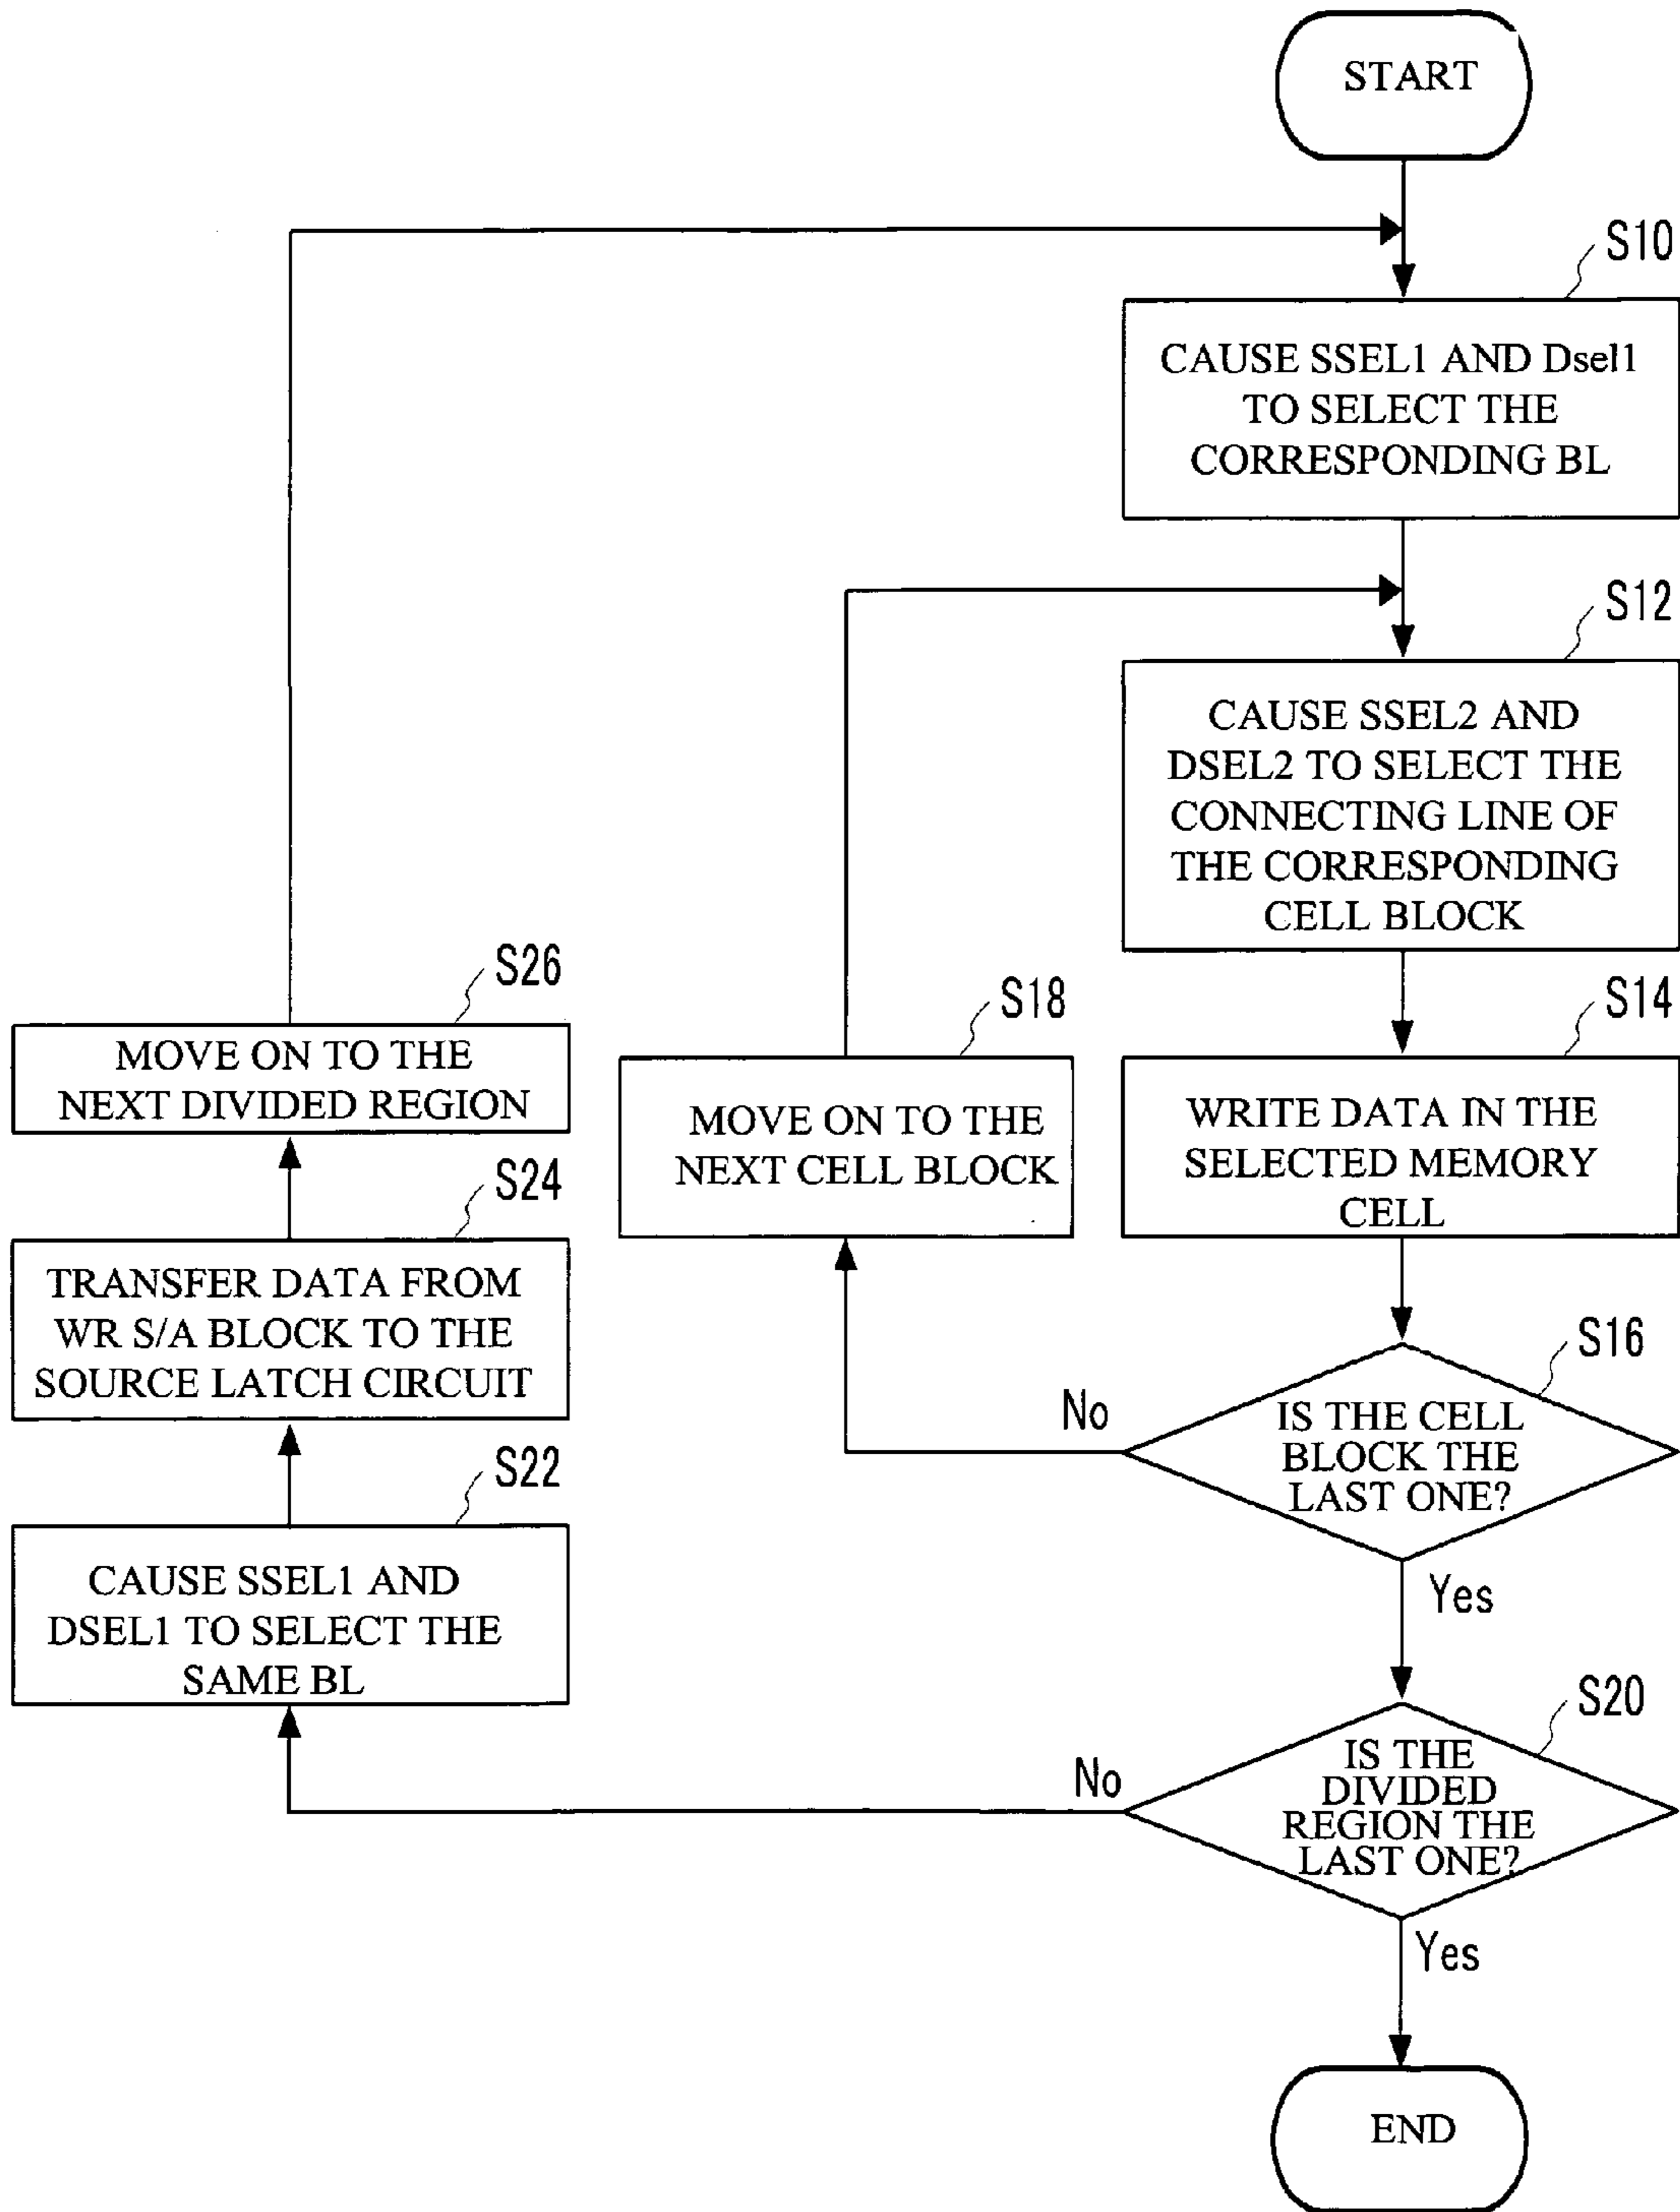 START
S10
CAUSE SSEL1 AND Dsel1
TO SELECT THE
CORRESPONDING BL
S12
CAUSE SSEL2 AND
DSEL2 TO SELECT THE
CONNECTING LINE OF
THE CORRESPONDING
CELL BLOCK
S14
WRITE DATA IN THE
SELECTED MEMORY
CELL
S16
IS THE CELL
BLOCK THE
LAST ONE?
No
Yes
S18
MOVE ON TO THE
NEXT CELL BLOCK
S20
IS THE
DIVIDED
REGION THE
LAST ONE?
No
Yes
S22
CAUSE SSEL1 AND
DSEL1 TO SELECT THE
SAME BL
S24
TRANSFER DATA FROM
WR S/A BLOCK TO THE
SOURCE LATCH CIRCUIT
S26
MOVE ON TO THE
NEXT DIVIDED REGION
END